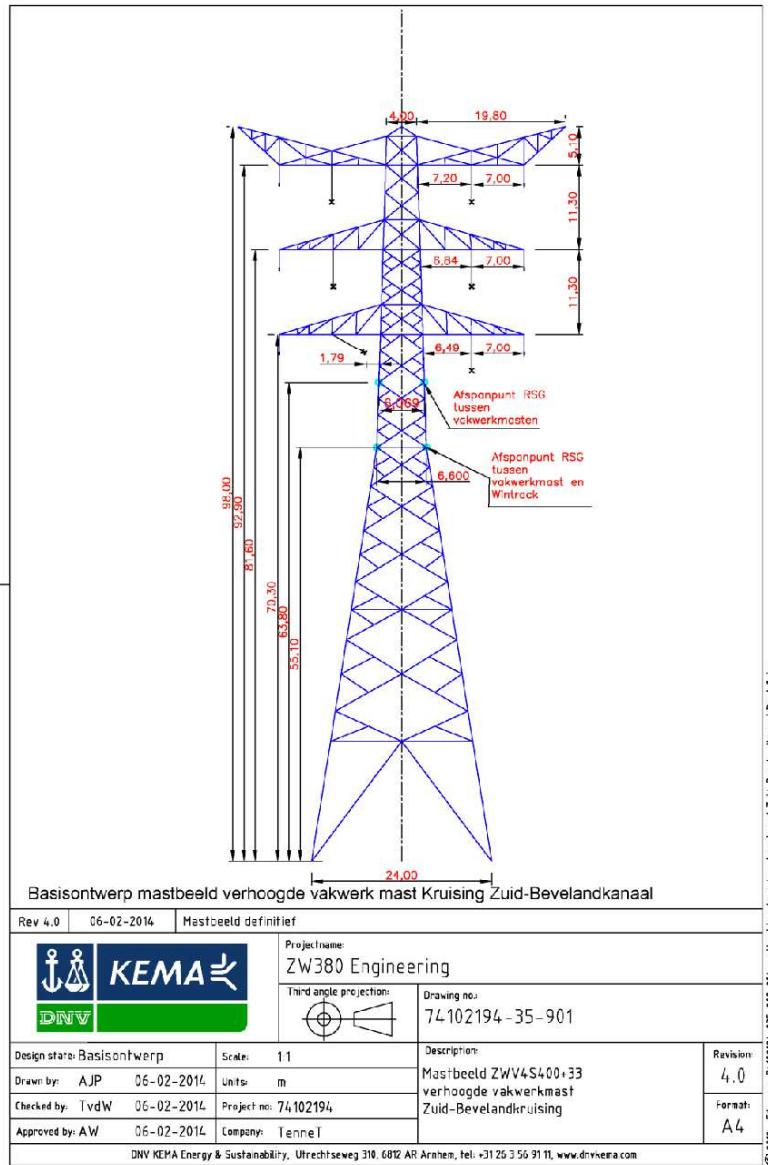 4,00
19,80
5,10
7,20
7,00
11,30
6,84
7,00
11,30
1,79
6,49
7,00
Afspanpunt RSG
tussen
vakwerkmasten
6,069
Afspanpunt RSG
tussen
vakwerkmast en
Wintrack
6,600
98,00
92,90
81,60
70,30
63,80
55,10
24,00
Basisontwerp mastbeeld verhoogde vakwerk mast Kruising Zuid-Bevelandkanaal
Rev 4.0 06-02-2014 Mastbeeld definitief
KEMA
DNV
Projectname:
ZW380 Engineering
Third angle projection:
Drawing no.:
74102194-35-901
Design state: Basisontwerp
Scale: 1:1
Drawn by: AJP 06-02-2014
Units: m
Checked by: TvdW 06-02-2014
Project no: 74102194
Approved by: AW 06-02-2014
Company: TenneT
Description:
Mastbeeld ZWV4S400+33
verhoogde vakwerkmast
Zuid-Bevelandkruising
Revision:
4.0
Format:
A4
DNV KEMA Energy & Sustainability, Utrechtseweg 310, 6812 AR Arnhem, tel: +31 26 3 56 91 11, www.dnvkema.com